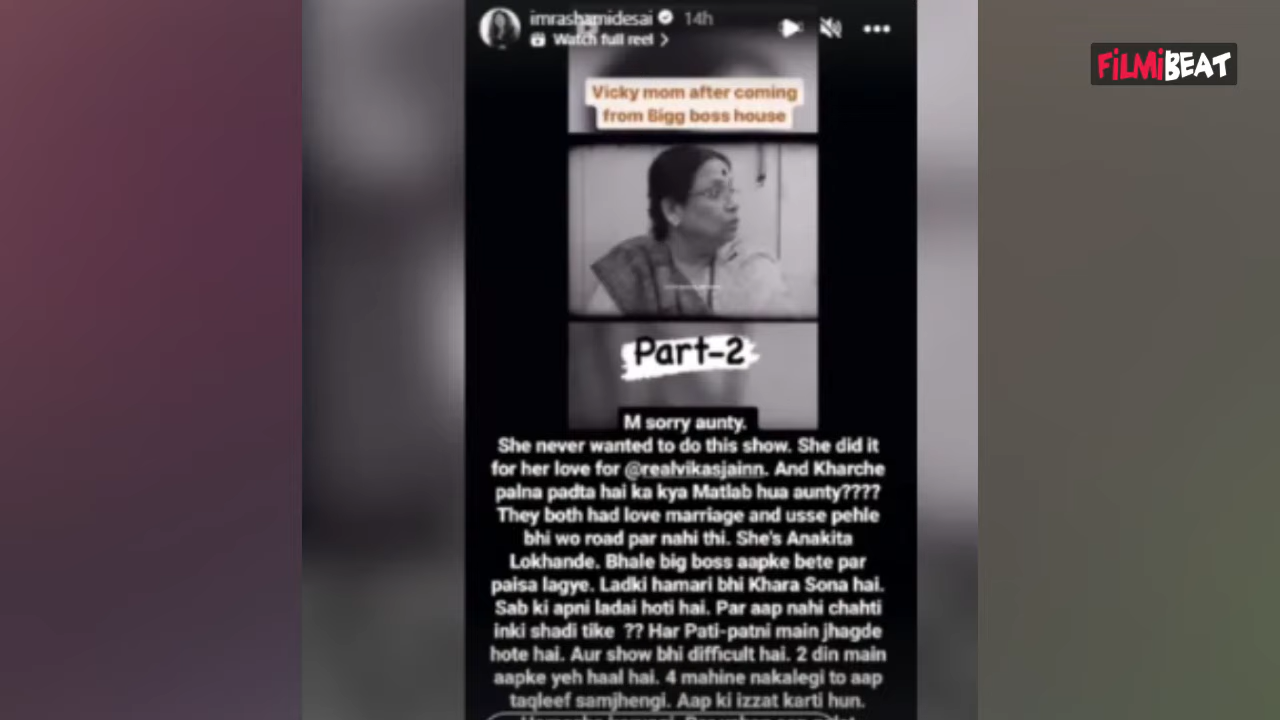 imrashamidesai 14h
Watch full reel
FiLMiBEAT
Vicky mom after coming
from Bigg boss house
Part-2
M sorry aunty.
She never wanted to do this show. She did it
for her love for @realvikasjainn. And Kharche
palna padta hai ka kya Matlab hua aunty????
They both had love marriage and usse pehle
bhi wo road par nahi thi. She's Anakita
Lokhande. Bhale big boss aapke bete par
paisa lagye. Ladki hamari bhi Khara Sona hai.
Sab ki apni ladai hoti hai. Par aap nahi chahti
inki shadi tike ?? Har Pati-patni main jhagde
hote hai. Aur show bhi difficult hai. 2 din main
aapke yeh haal hai. 4 mahine nakalegi to aap
taqleef samjhengi. Aap ki izzat karti hun.